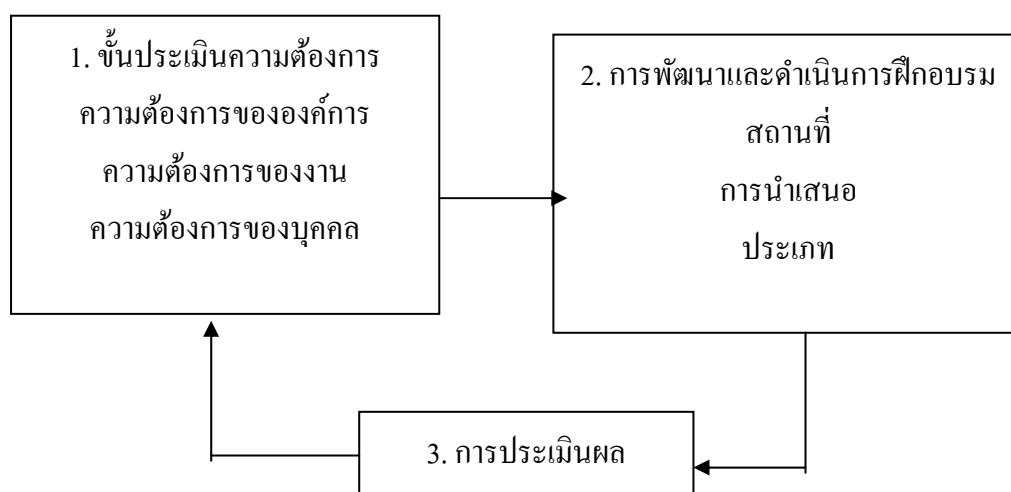 1. ขั้นประเมินความต้องการ
ความต้องการขององค์การ
ความต้องการของงาน
ความต้องการของบุคคล
2. การพัฒนาและดำเนินการฝึกอบรม
สถานที่
การนำเสนอ
ประเภท
3. การประเมินผล